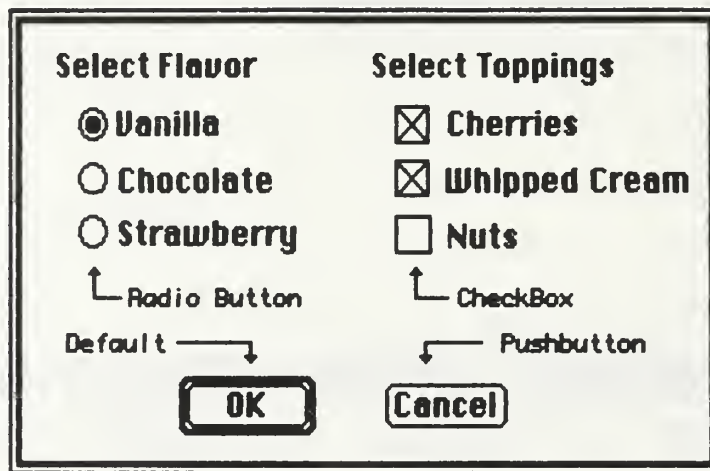 Select Flavor
Select Toppings
Vanilla
Cherries
Chocolate
Whipped Cream
Strawberry
Nuts
Radio Button
CheckBox
Default
Pushbutton
OK
Cancel